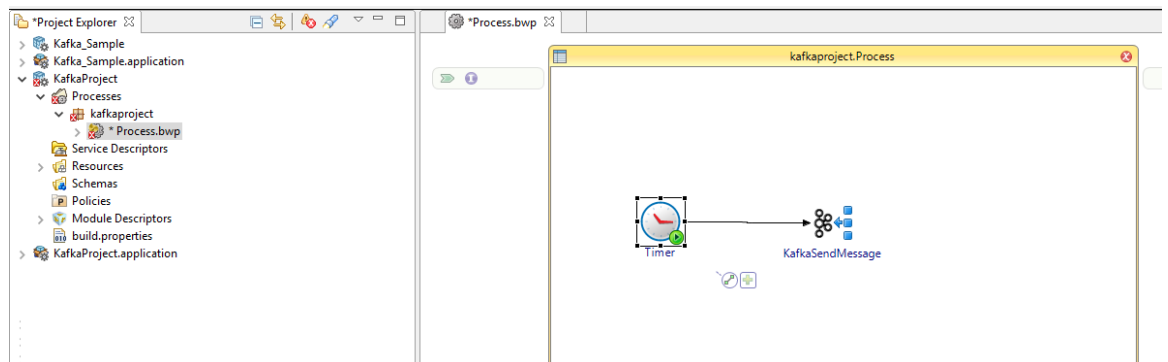 *Project Explorer
Kafka_Sample
Kafka_Sample.application
KafkaProject
Processes
kafkaproject
* Process.bwp
Service Descriptors
Resources
Schemas
Policies
Module Descriptors
build.properties
KafkaProject.application
*Process.bwp
kafkaproject.Process
Timer
KafkaSendMessage